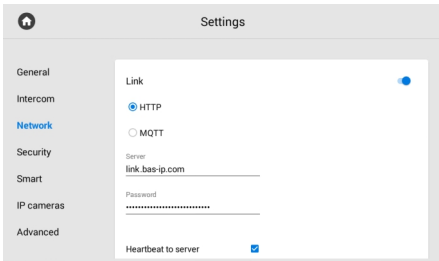 Settings
General
Intercom
Network
Security
Smart
IP cameras
Advanced
Link
HTTP
MQTT
Server
link.bas-ip.com
Password
Heartbeat to server